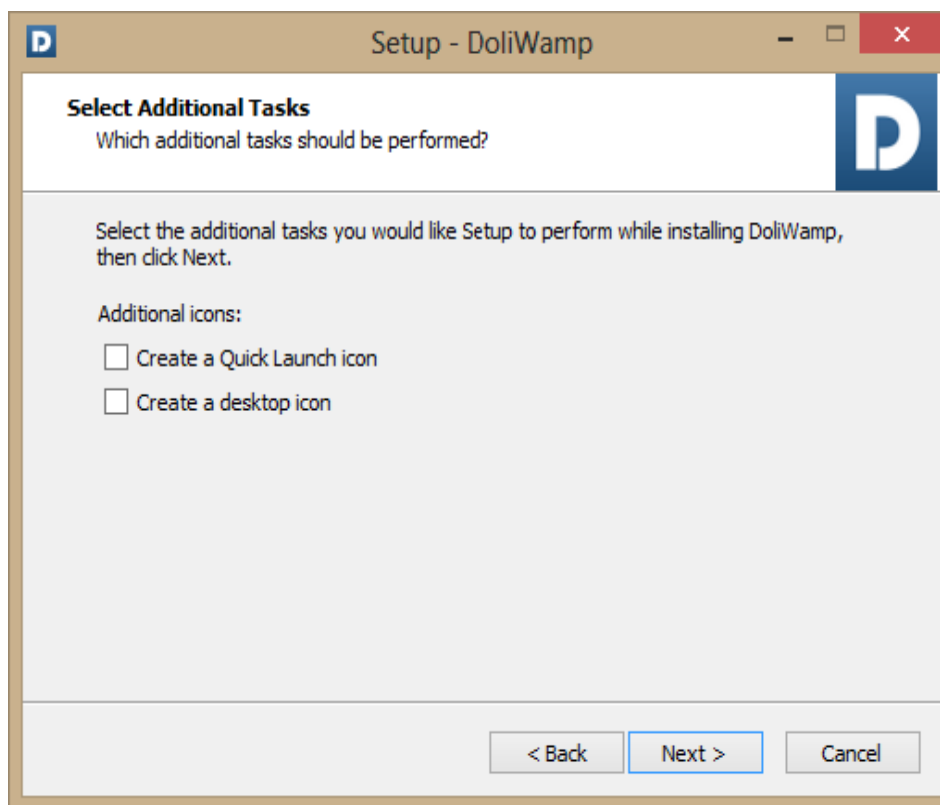 D
Setup - DoliWamp
Select Additional Tasks
Which additional tasks should be performed?
D
Select the additional tasks you would like Setup to perform while installing DoliWamp,
then click Next.
Additional icons:
Create a Quick Launch icon
Create a desktop icon
< Back
Next >
Cancel